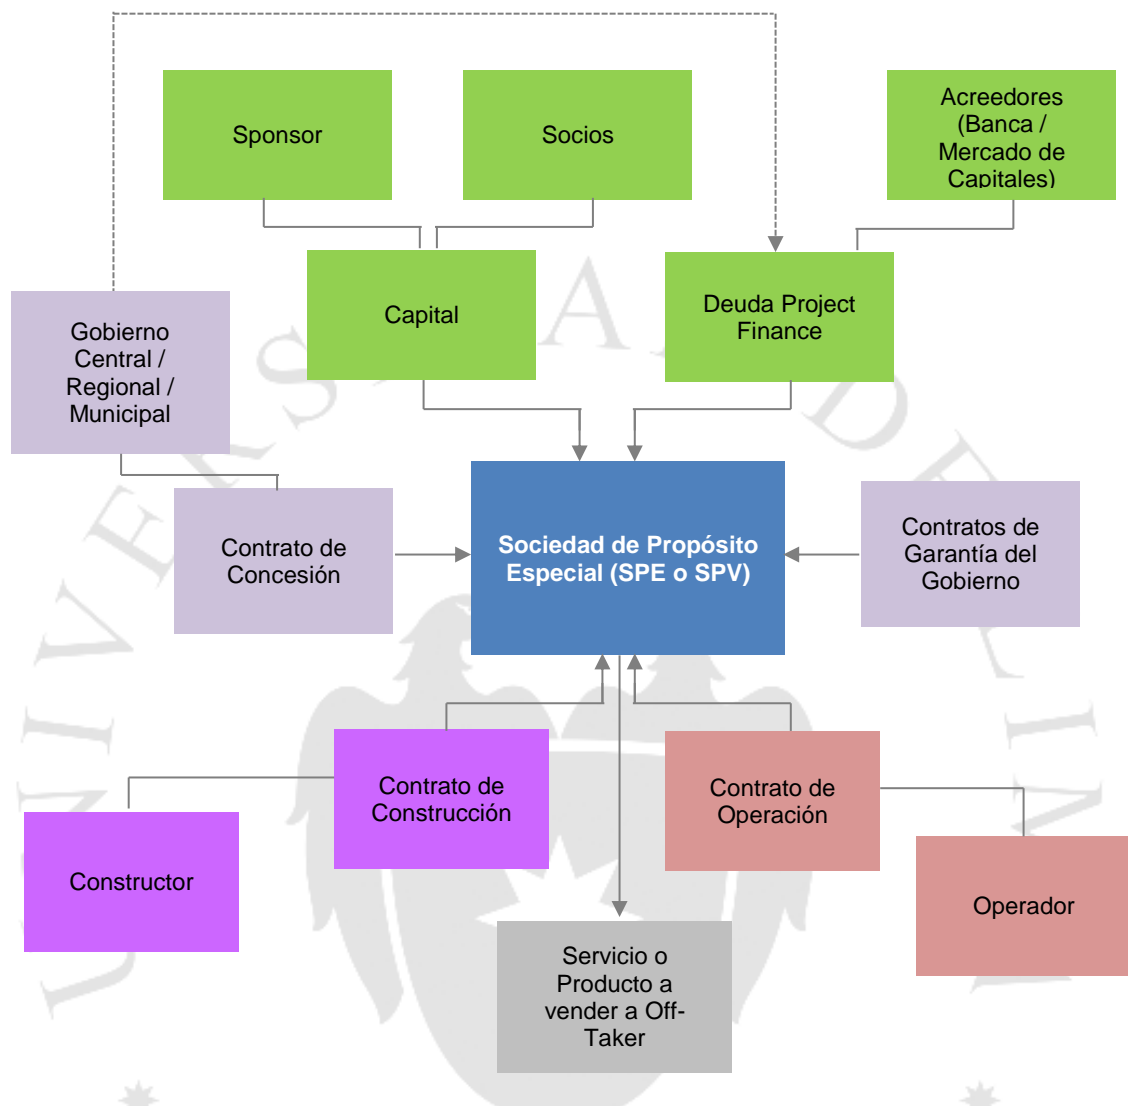 Sponsor
Socios
Acreedores
(Banca /
Mercado de
Capitales)
Capital
Deuda Project
Finance
Gobierno
Central /
Regional /
Municipal
Contrato de
Concesión
Sociedad de Propósito
Especial (SPE o SPV)
Contratos de
Garantía del
Gobierno
Contrato de
Construcción
Contrato de
Operación
Constructor
Operador
Servicio o
Producto a
vender a Off-
Taker